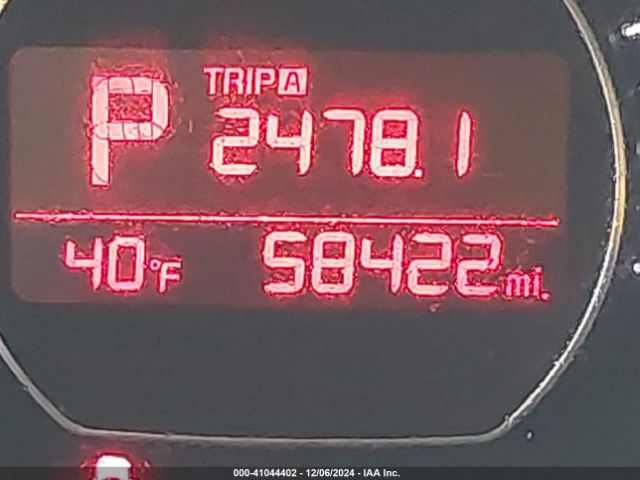 P TRIP A
2478.1
40°F 58422 mi.
000-41044402 - 12/06/2024 - IAA Inc.